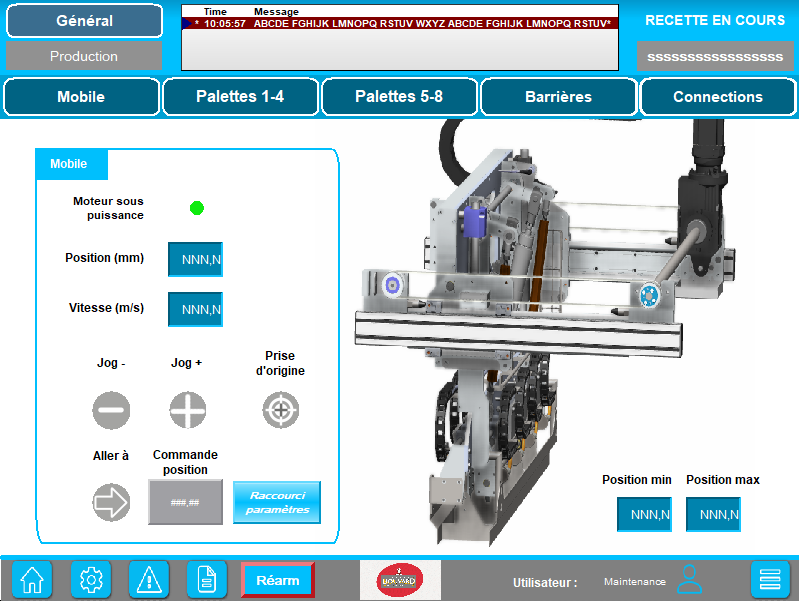 Général
Time Message
* 10:05:57 ABCDE FGHIJK LMNOPQ RSTUV WXYZ ABCDE FGHIJK LMNOPQ RSTUV*
RECETTE EN COURS
Production
sssssssssssssssss
Mobile
Palettes 1-4
Palettes 5-8
Barrières
Connections
Mobile
Moteur sous
puissance
Position (mm)
NNN,N
Vitesse (m/s)
NNN,N
Jog -
Jog +
Prise
d'origine
Aller à
Commande
position
###,##
Raccourci
paramètres
Position min
Position max
NNN,N
NNN,N
Réarm
BOUVARD
Utilisateur :
Maintenance